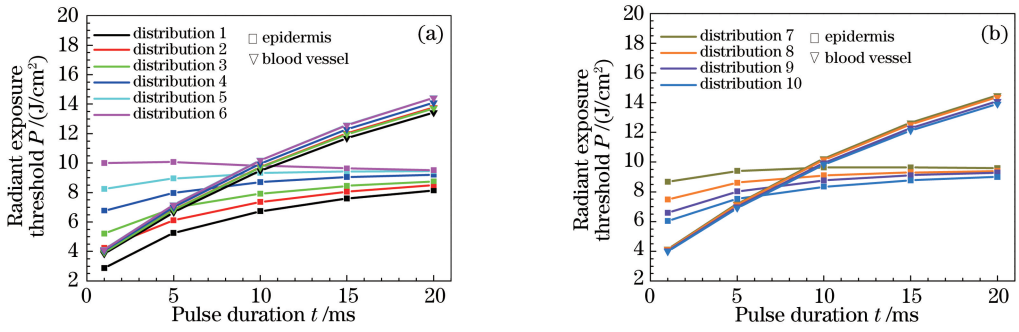 (a)
20
18
16
14
12
10
8
6
4
2
Radiant exposure
threshold P /(J/cm²)
distribution 1
distribution 2
distribution 3
distribution 4
distribution 5
distribution 6
epidermis
blood vessel
0 5 10 15 20
Pulse duration t /ms
(b)
20
18
16
14
12
10
8
6
4
2
Radiant exposure
threshold P /(J/cm²)
distribution 7
distribution 8
distribution 9
distribution 10
epidermis
blood vessel
0 5 10 15 20
Pulse duration t /ms